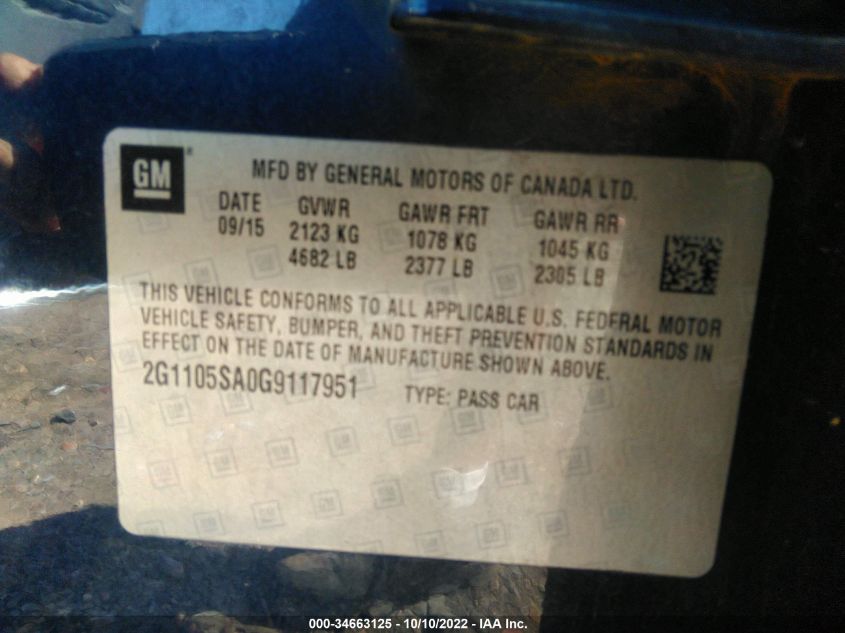 GM
MFD BY GENERAL MOTORS OF CANADA LTD.
DATE GVWR GAWR FRT GAWR RR
09/15 2123 KG 1078 KG 1045 KG
4682 LB 2377 LB 2305 LB
THIS VEHICLE CONFORMS TO ALL APPLICABLE U.S. FEDERAL MOTOR
VEHICLE SAFETY, BUMPER, AND THEFT PREVENTION STANDARDS IN
EFFECT ON THE DATE OF MANUFACTURE SHOWN ABOVE.
2G1105SA0G9117951 TYPE: PASS CAR
000-34663125 - 10/10/2022 - IAA Inc.